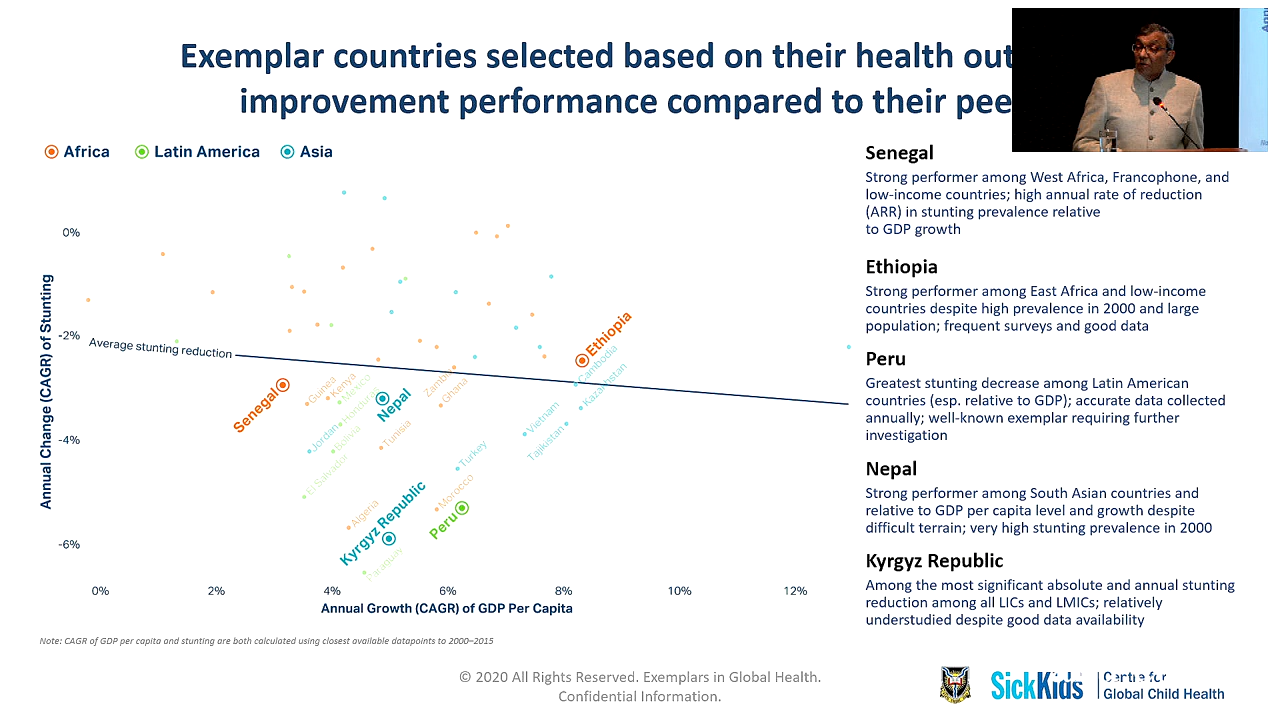 Exemplar countries selected based on their health out
improvement performance compared to their pee
Africa
Latin America
Asia
Senegal
Strong performer among West Africa, Francophone, and
low-income countries; high annual rate of reduction
(ARR) in stunting prevalence relative
to GDP growth
Ethiopia
Strong performer among East Africa and low-income
countries despite high prevalence in 2000 and large
population; frequent surveys and good data
Peru
Greatest stunting decrease among Latin American
countries (esp. relative to GDP); accurate data collected
annually; well-known exemplar requiring further
investigation
Nepal
Strong performer among South Asian countries and
relative to GDP per capita level and growth despite
difficult terrain; very high stunting prevalence in 2000
Kyrgyz Republic
Among the most significant absolute and annual stunting
reduction among all LICs and LMICs; relatively
understudied despite good data availability
Annual Change (CAGR) of Stunting
0%
-2%
-4%
-6%
Average stunting reduction
Senegal
Guinea
Kenya
Mexico
Nepal
Ghana
Ethiopia
Cambodia
Kazakhstan
Jordan
Bolivia
Tunisia
Vietnam
Tajikistan
El Salvador
Turkey
Algeria
Morocco
Kyrgyz Republic
Peru
Paraguay
0%
2%
4%
6%
8%
10%
12%
Annual Growth (CAGR) of GDP Per Capita
Note: CAGR of GDP per capita and stunting are both calculated using closest available datapoints to 2000–2015
© 2020 All Rights Reserved. Exemplars in Global Health.
Confidential Information.
SickKids
Centre for
Global Child Health